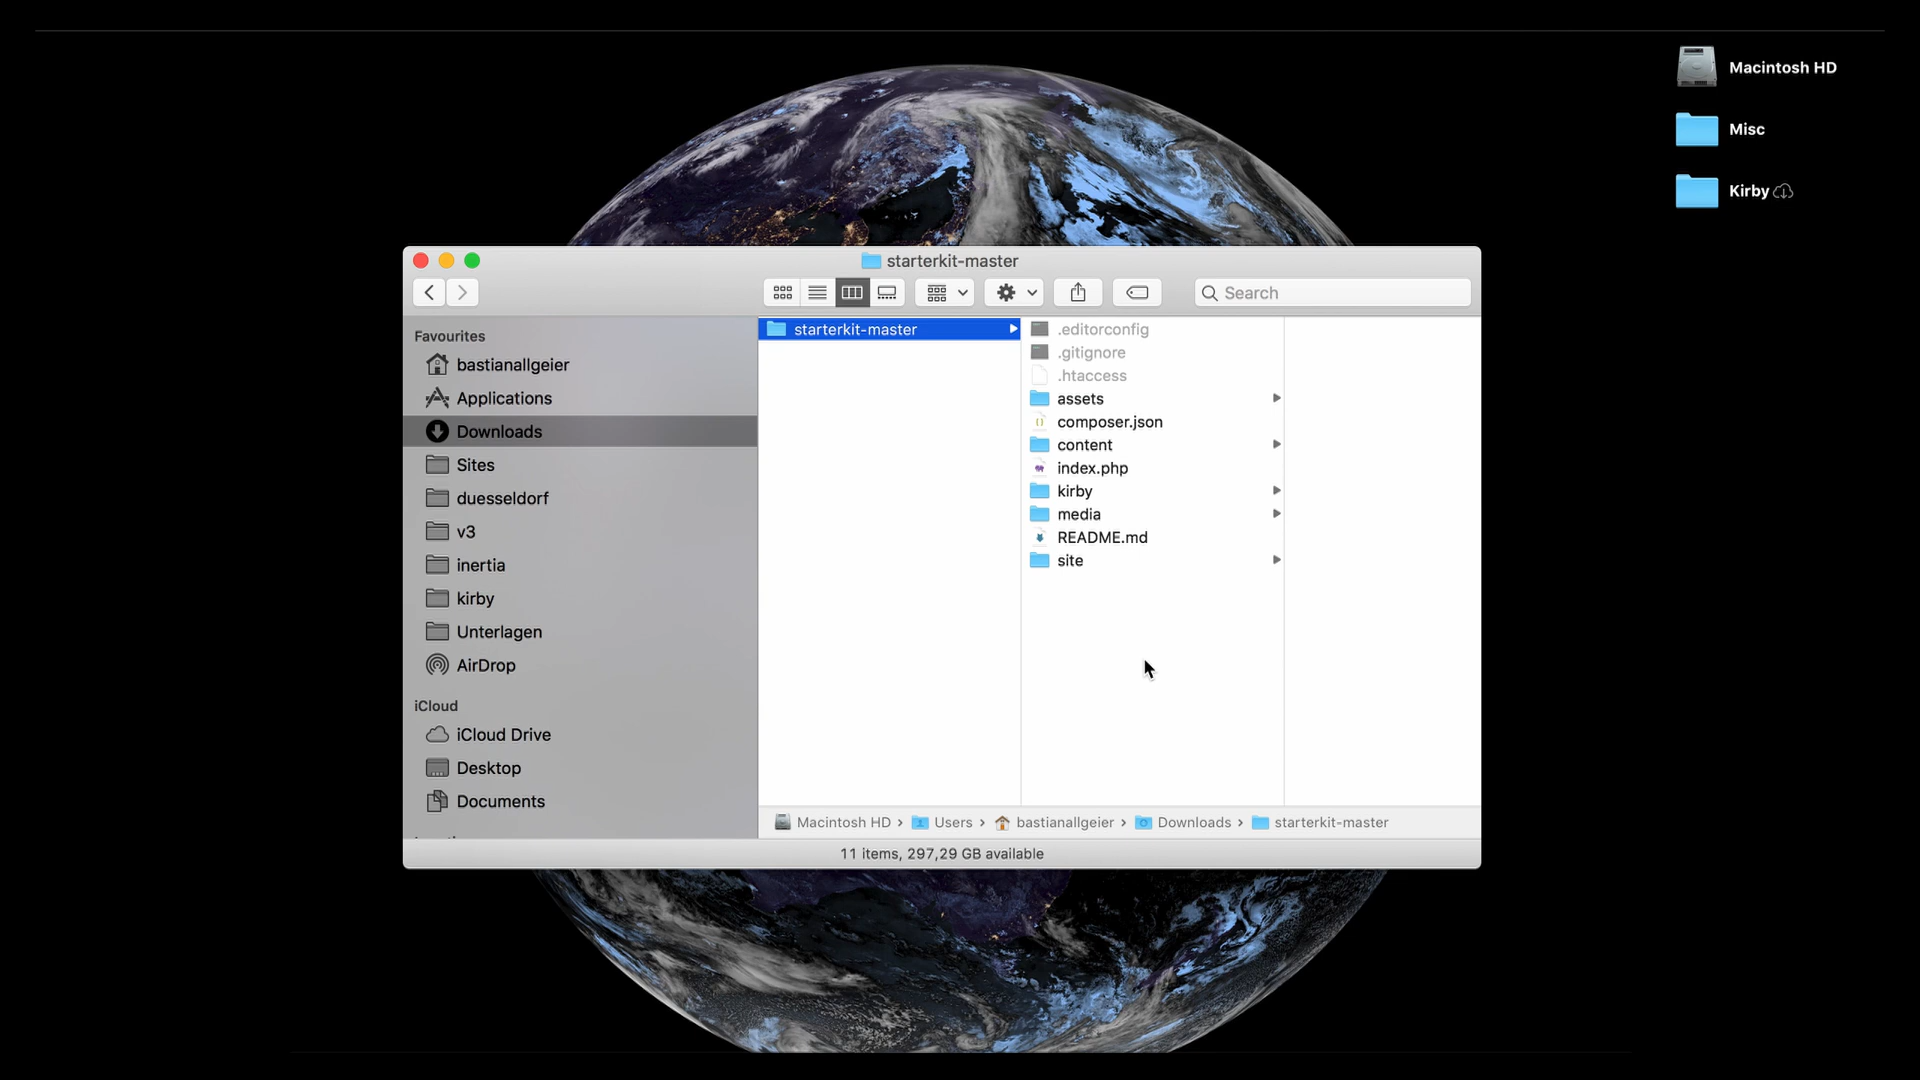 Macintosh HD
Misc
Kirby
starterkit-master
Search
Favourites
bastianallgeier
Applications
Downloads
Sites
duesseldorf
v3
inertia
kirby
Unterlagen
AirDrop
iCloud
iCloud Drive
Desktop
Documents
starterkit-master
.editorconfig
.gitignore
.htaccess
assets
composer.json
content
index.php
kirby
media
README.md
site
Macintosh HD › Users › bastianallgeier › Downloads › starterkit-master
11 items, 297,29 GB available